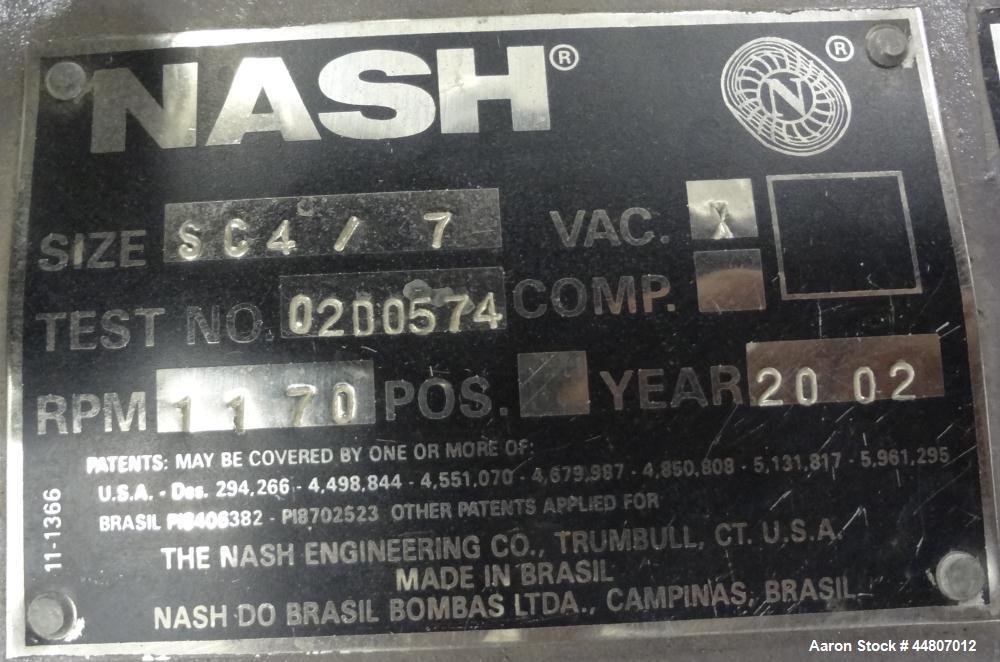 NASH® N ®
SIZE SC4 / 7 VAC. X
TEST NO. 02D0574 COMP.
RPM 1170 POS. YEAR 2002
PATENTS: MAY BE COVERED BY ONE OR MORE OF:
U.S.A. - Des. 294,266 - 4,498,844 - 4,551,070 - 4,679,987 - 4,850,808 - 5,131,817 - 5,961,295
BRASIL PI8406382 - PI8702523 OTHER PATENTS APPLIED FOR
THE NASH ENGINEERING CO., TRUMBULL, CT. U.S.A.
MADE IN BRASIL
NASH DO BRASIL BOMBAS LTDA., CAMPINAS, BRASIL
11-1366
Aaron Stock # 44807012